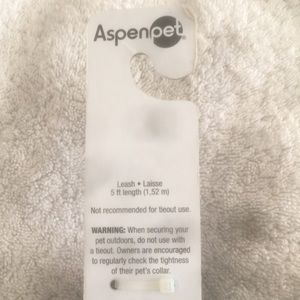 Aspenpet®
Leash • Laisse
5 ft length (1,52 m)
Not recommended for tieout use.
WARNING: When securing your
pet outdoors, do not use with
a tieout. Owners are encouraged
to regularly check the tightness
of their pet's collar.